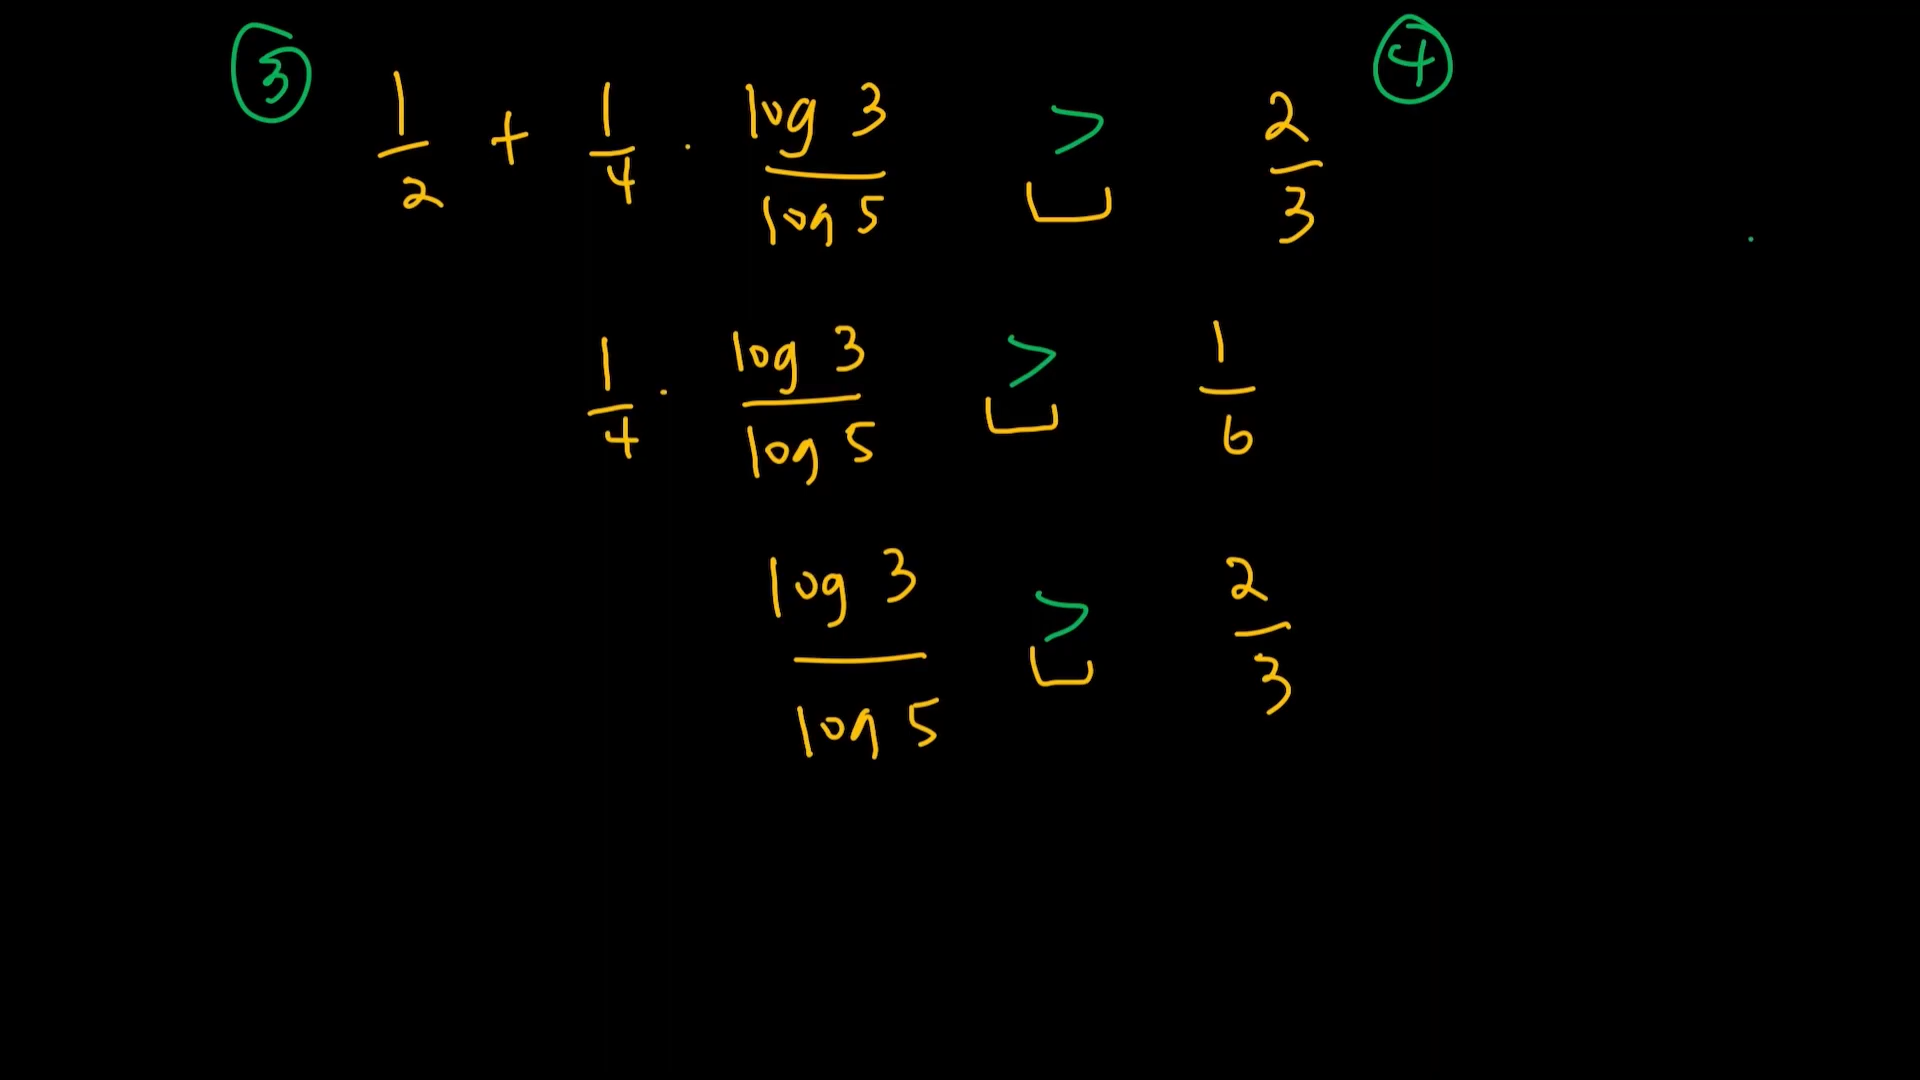 ③ 1/2 + 1/4 · log 3/log 5 > 2/3 ④
1/4 · log 3/log 5 > 1/6
log 3/log 5 > 2/3